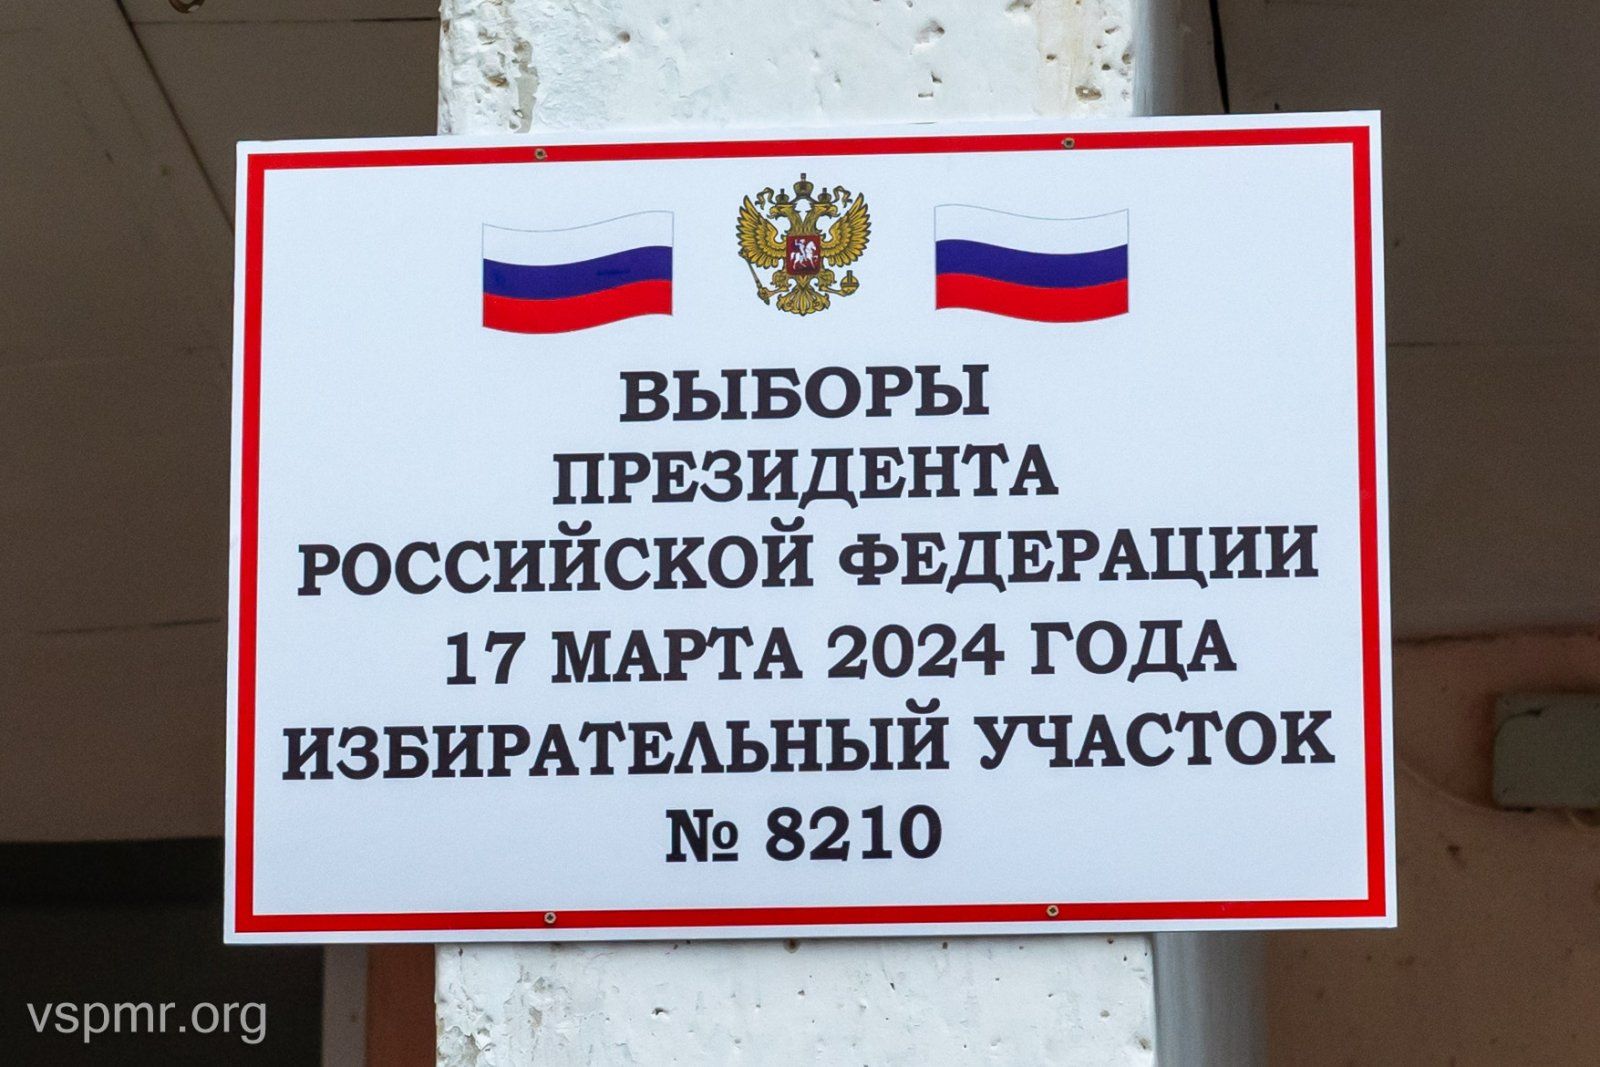 ВЫБОРЫ
ПРЕЗИДЕНТА
РОССИЙСКОЙ ФЕДЕРАЦИИ
17 МАРТА 2024 ГОДА
ИЗБИРАТЕЛЬНЫЙ УЧАСТОК
№ 8210
vspmr.org